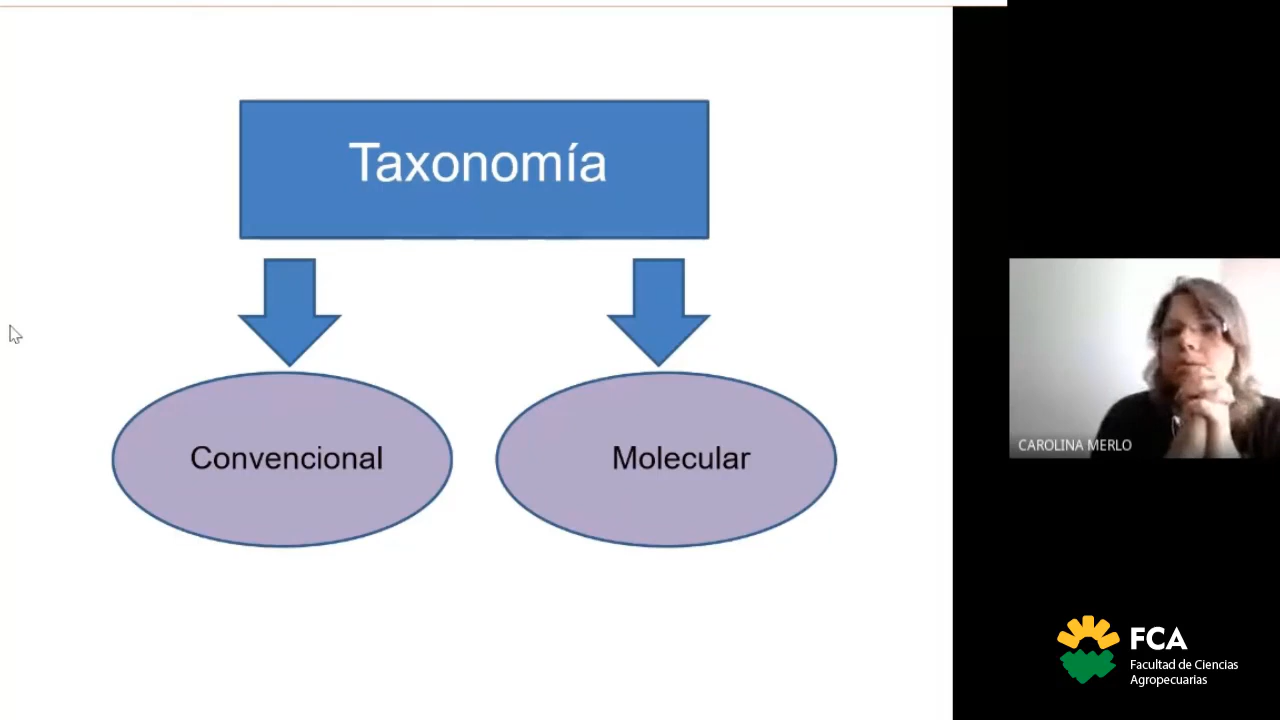 Taxonomía
Convencional
Molecular
CAROLINA MERLO
FCA
Facultad de Ciencias
Agropecuarias